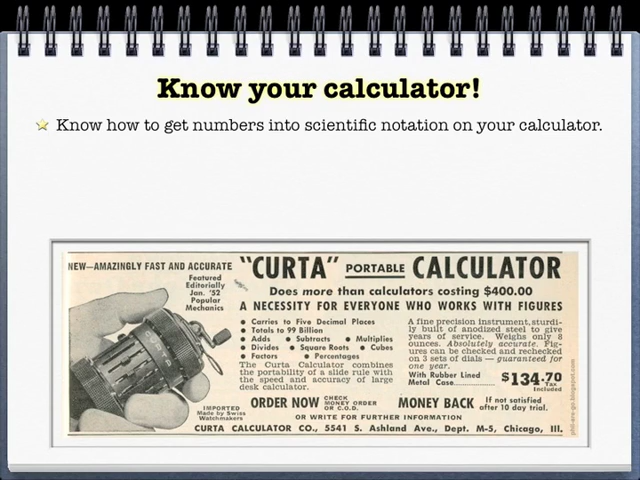 Know your calculator!
Know how to get numbers into scientific notation on your calculator.
NEW—AMAZINGLY FAST AND ACCURATE
"CURTA" PORTABLE CALCULATOR
Featured
Editorially
Jan. '52
Popular
Mechanics
Does more than calculators costing $400.00
A NECESSITY FOR EVERYONE WHO WORKS WITH FIGURES
• Carries to Five Decimal Places
• Totals to 99 Billion
• Adds • Subtracts • Multiplies
• Divides • Square Roots • Cubes
• Factors • Percentages
The Curta Calculator combines
the portability of a slide rule with
the speed and accuracy of large
desk calculator.
A fine precision instrument, sturdi-
ly built of anodized steel to give
years of service. Weighs only 8
ounces. Absolutely accurate. Fig-
ures can be checked and rechecked
on 3 sets of dials — guaranteed for
one year.
With Rubber Lined
Metal Case
$134.70
Tax
Included
IMPORTED
Made by Swiss
Watchmakers
ORDER NOW CHECK
MONEY ORDER
or C.O.D.
MONEY BACK If not satisfied
after 10 day trial.
OR WRITE FOR FURTHER INFORMATION
CURTA CALCULATOR CO., 5541 S. Ashland Ave., Dept. M-5, Chicago, Ill.